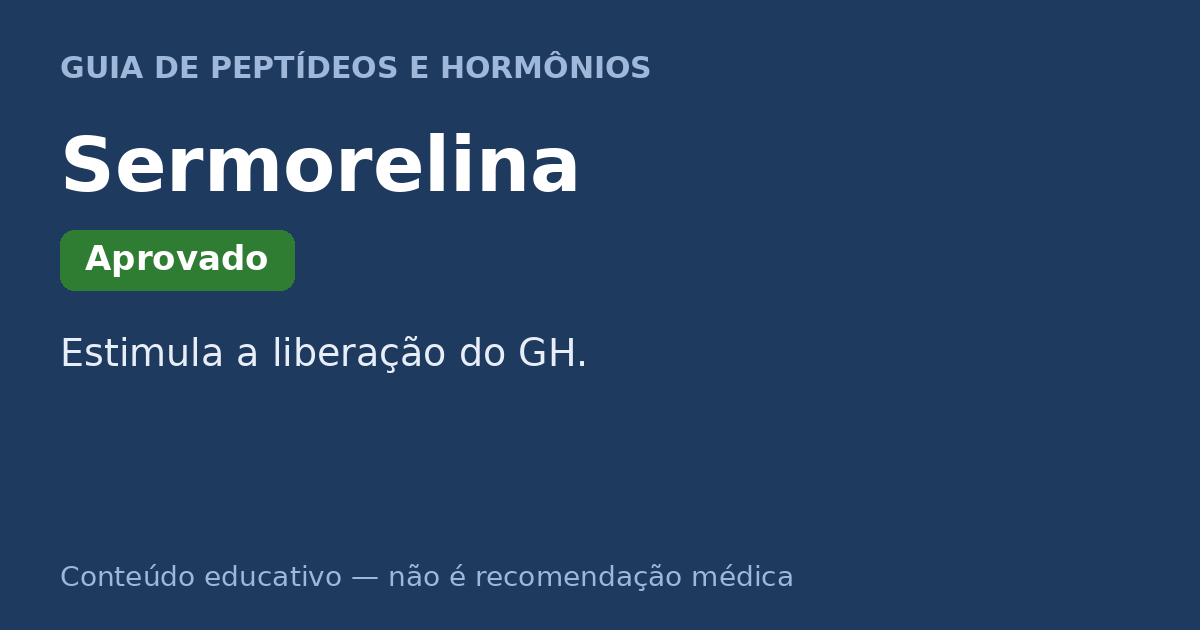 GUIA DE PEPTÍDEOS E HORMÔNIOS
Sermorelina
Aprovado
Estimula a liberação do GH.
Conteúdo educativo — não é recomendação médica